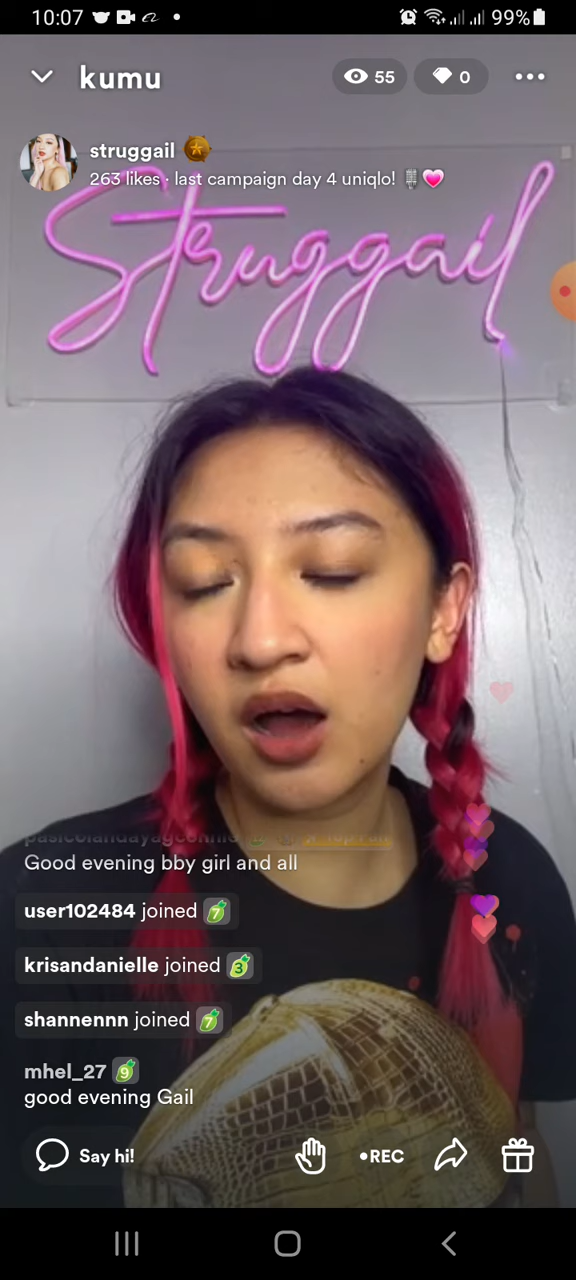 10:07
99%
kumu
55
0
struggail
263 likes · last campaign day 4 uniqlo! 🎙️💗
Struggail
Good evening bby girl and all
user102484 joined 7
krisandanielle joined 3
shannennn joined 7
mhel_27 9
good evening Gail
Say hi!
•REC